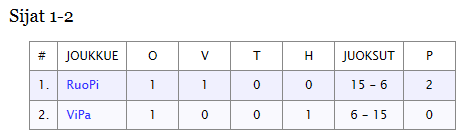 Sijat 1-2
# JOUKKUE O V T H JUOKSUT P
1. RuoPi 1 1 0 0 15 – 6 2
2. ViPa 1 0 0 1 6 – 15 0